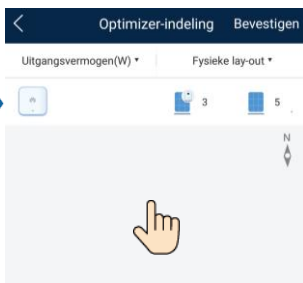 Optimizer-indeling Bevestigen
Uitgangsvermogen(W) Fysieke lay-out
3 5
N